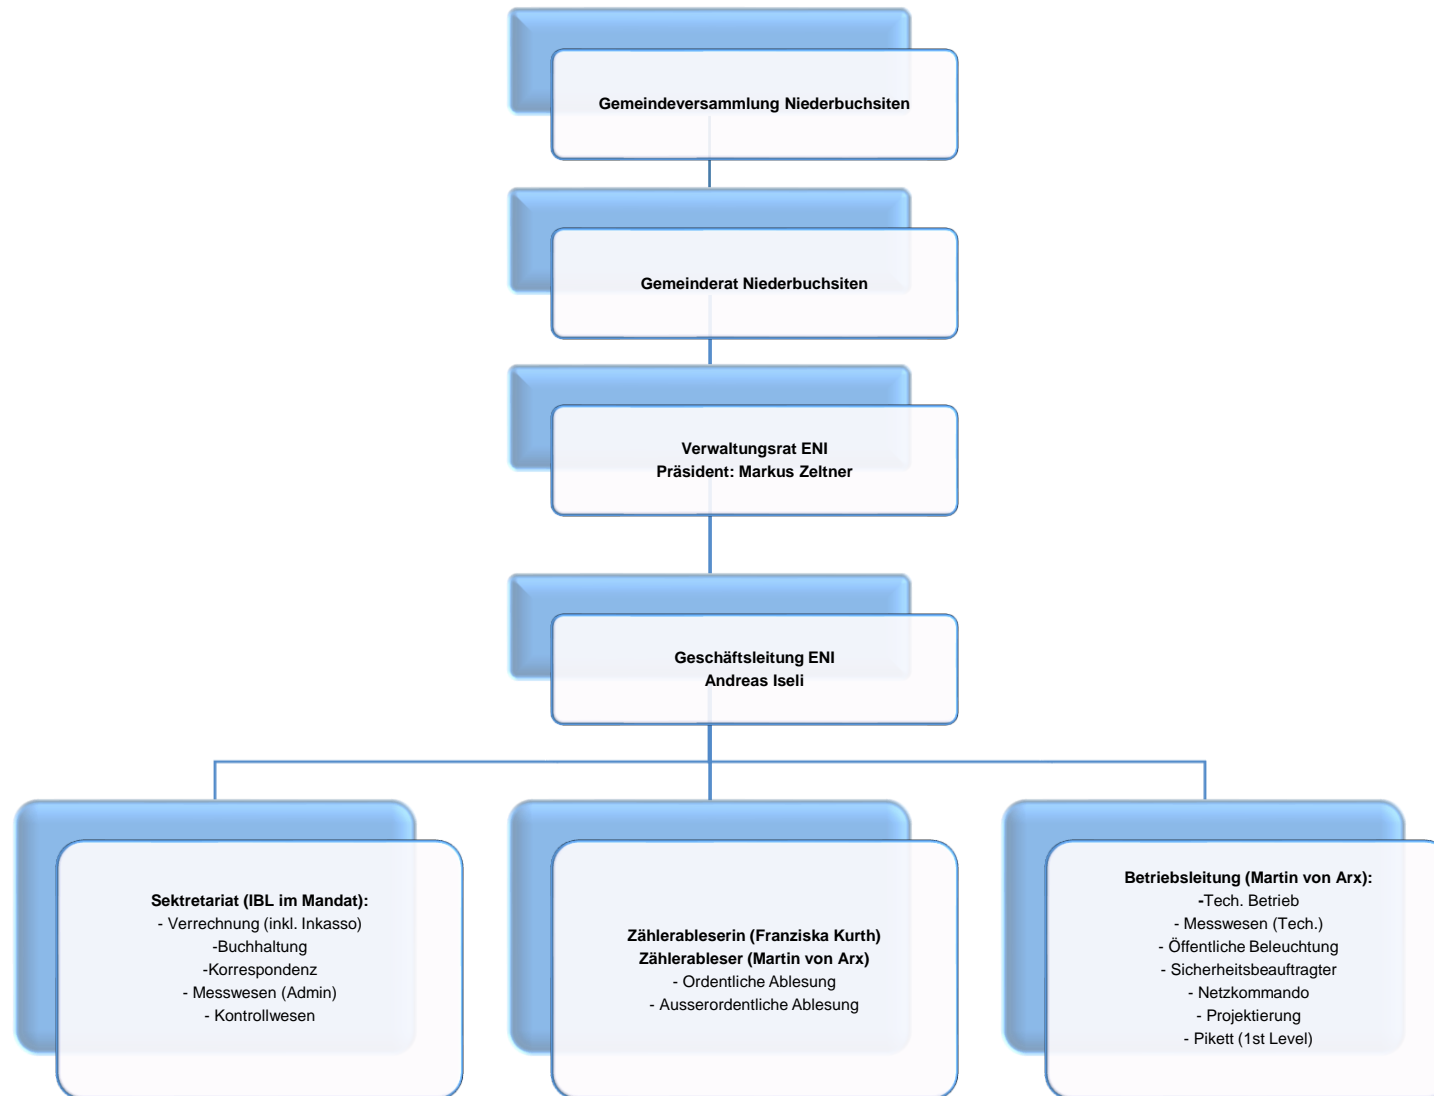 Gemeindeversammlung Niederbuchsiten
Gemeinderat Niederbuchsiten
Verwaltungsrat ENI
Präsident: Markus Zeltner
Geschäftsleitung ENI
Andreas Iseli
Sektretariat (IBL im Mandat):
- Verrechnung (inkl. Inkasso)
-Buchhaltung
-Korrespondenz
- Messwesen (Admin)
- Kontrollwesen
Zählerableserin (Franziska Kurth)
Zählerableser (Martin von Arx)
- Ordentliche Ablesung
- Ausserordentliche Ablesung
Betriebsleitung (Martin von Arx):
-Tech. Betrieb
- Messwesen (Tech.)
- Öffentliche Beleuchtung
- Sicherheitsbeauftragter
- Netzkommando
- Projektierung
- Pikett (1st Level)